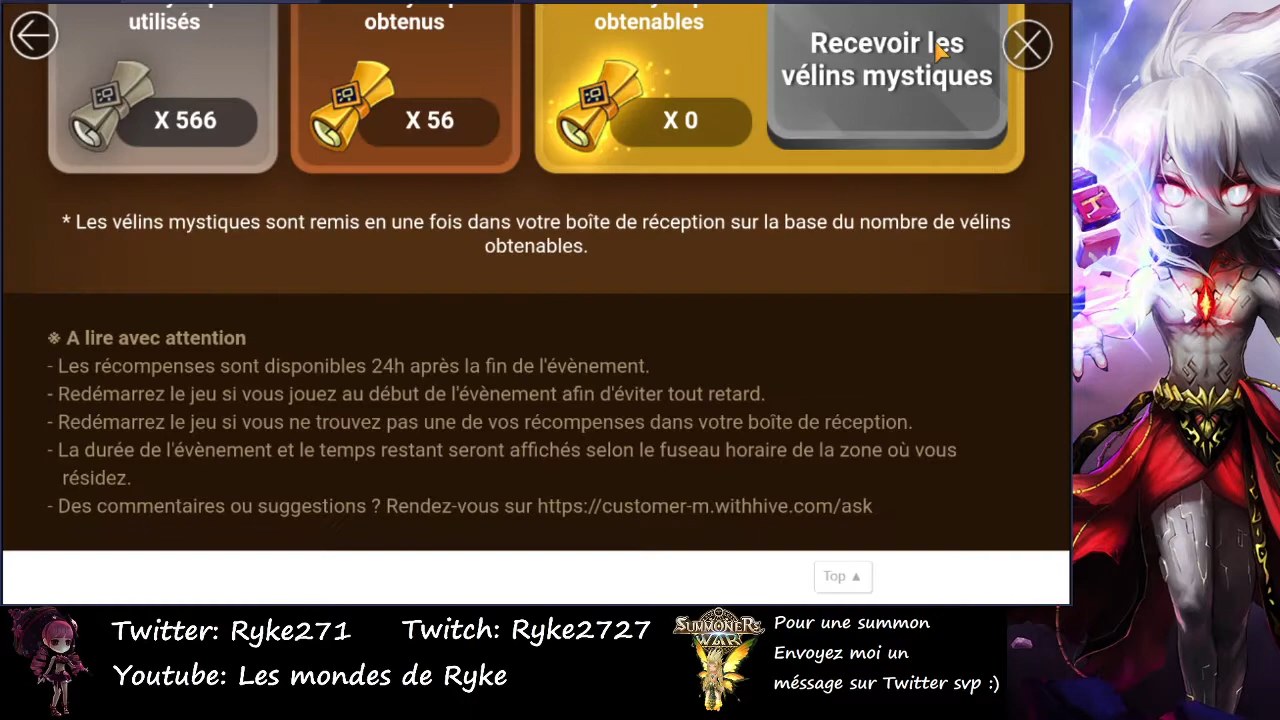 utilisés
obtenus
obtenables
Recevoir les
vélins mystiques
X 566
X 56
X 0
* Les vélins mystiques sont remis en une fois dans votre boîte de réception sur la base du nombre de vélins
obtenables.
※ A lire avec attention
- Les récompenses sont disponibles 24h après la fin de l'évènement.
- Redémarrez le jeu si vous jouez au début de l'évènement afin d'éviter tout retard.
- Redémarrez le jeu si vous ne trouvez pas une de vos récompenses dans votre boîte de réception.
- La durée de l'évènement et le temps restant seront affichés selon le fuseau horaire de la zone où vous
résidez.
- Des commentaires ou suggestions ? Rendez-vous sur https://customer-m.withhive.com/ask
Top ▲
Twitter: Ryke271
Twitch: Ryke2727
Youtube: Les mondes de Ryke
SUMMONERS
WAR
Pour une summon
Envoyez moi un
méssage sur Twitter svp :)